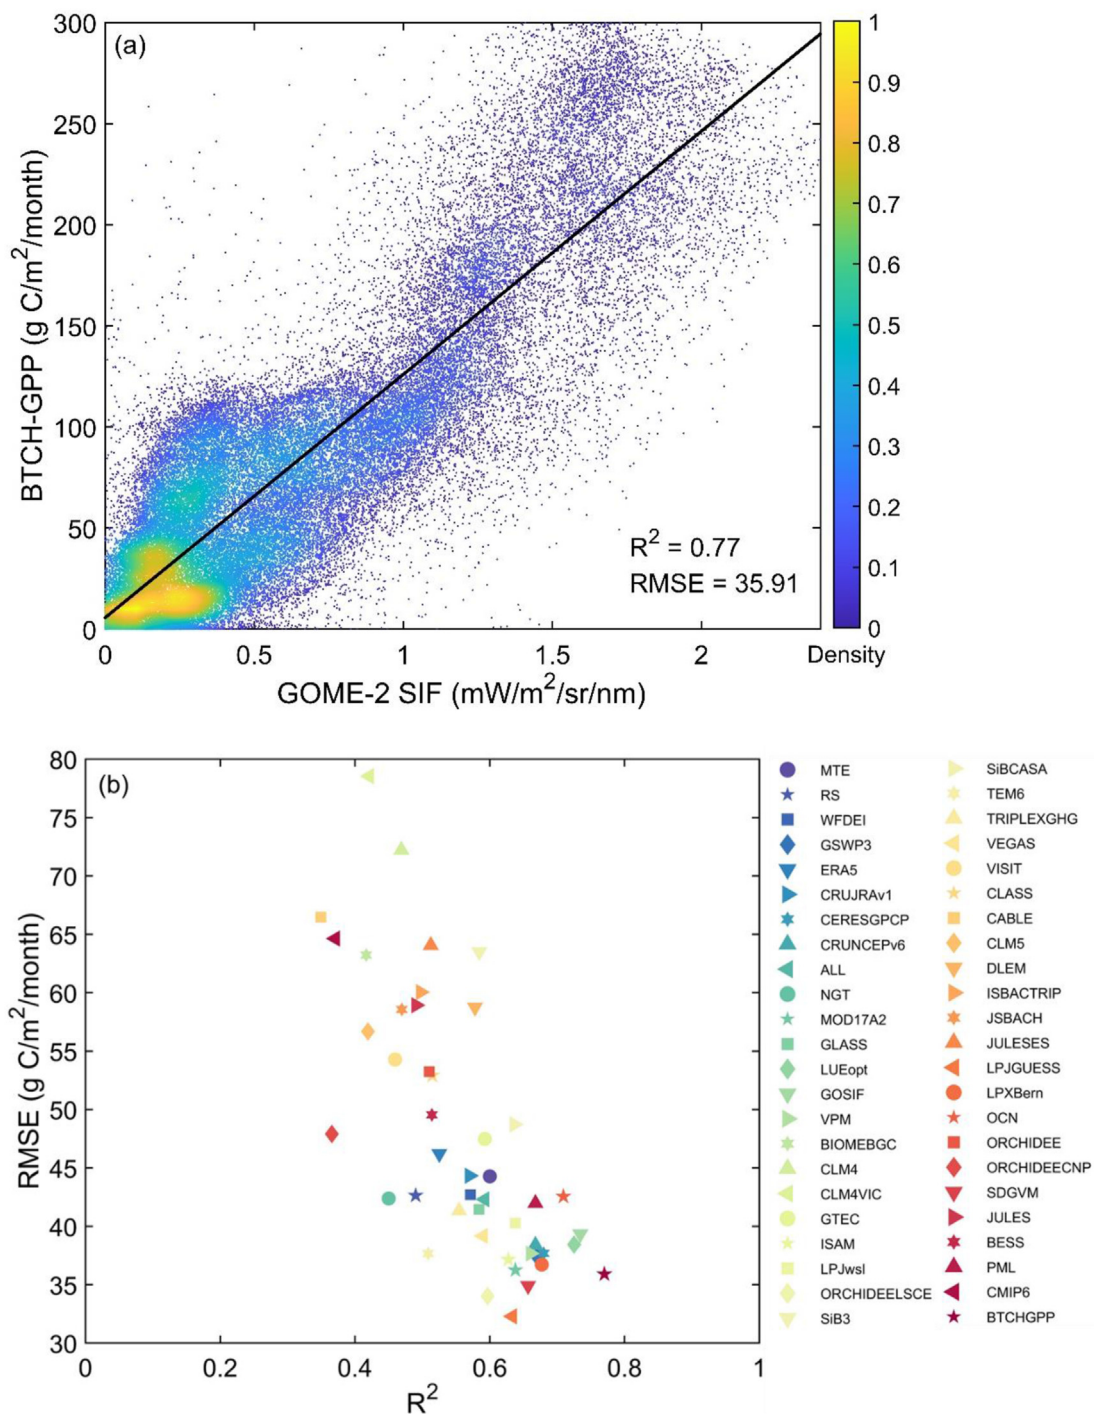 (a)
300
250
200
150
100
50
0
BTCH-GPP (g C/m²/month)
0 0.5 1 1.5 2
GOME-2 SIF (mW/m²/sr/nm)
R² = 0.77
RMSE = 35.91
1
0.9
0.8
0.7
0.6
0.5
0.4
0.3
0.2
0.1
0
Density
(b)
80
75
70
65
60
55
50
45
40
35
30
RMSE (g C/m²/month)
0 0.2 0.4 0.6 0.8 1
R²
MTE
RS
WFDEI
GSWP3
ERA5
CRUJRAv1
CERESGPCP
CRUNCEPv6
ALL
NGT
MOD17A2
GLASS
LUEopt
GOSIF
VPM
BIOMEBGC
CLM4
CLM4VIC
GTEC
ISAM
LPJwsl
ORCHIDEELSCE
SiB3
SiBCASA
TEM6
TRIPLEXGHG
VEGAS
VISIT
CLASS
CABLE
CLM5
DLEM
ISBACTRIP
JSBACH
JULESES
LPJGUESS
LPXBern
OCN
ORCHIDEE
ORCHIDEECNP
SDGVM
JULES
BESS
PML
CMIP6
BTCHGPP